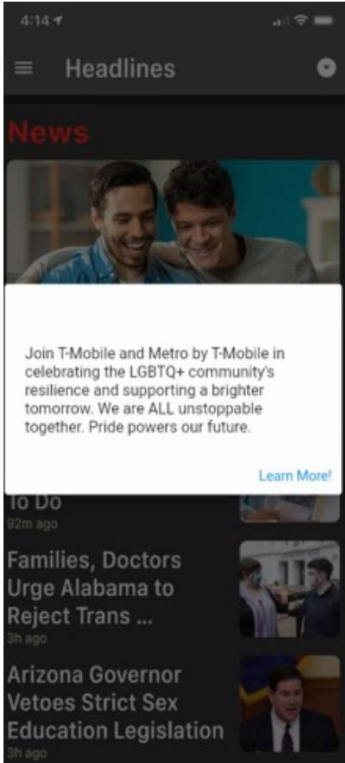 4:14
Headlines
News
Join T-Mobile and Metro by T-Mobile in
celebrating the LGBTQ+ community's
resilience and supporting a brighter
tomorrow. We are ALL unstoppable
together. Pride powers our future.
Learn More!
To Do
92m ago
Families, Doctors
Urge Alabama to
Reject Trans ...
3h ago
Arizona Governor
Vetoes Strict Sex
Education Legislation
3h ago